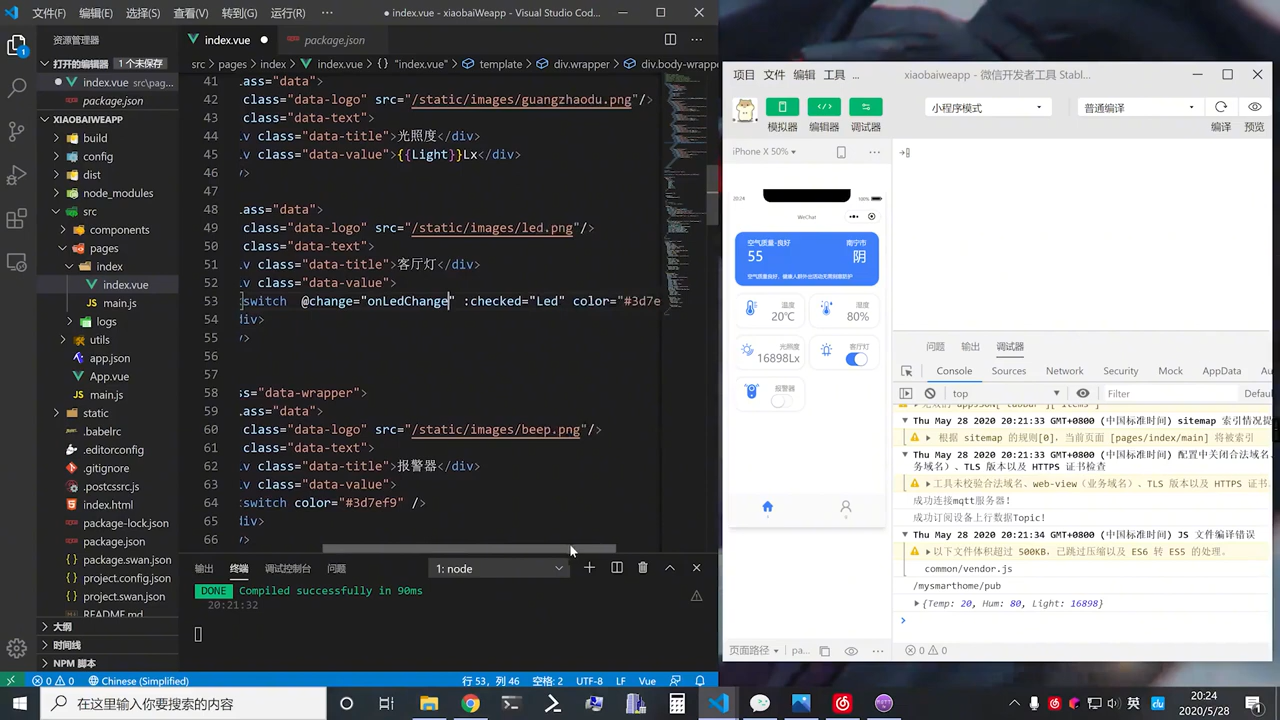 文件(F) 编辑(E) 选择(S) 查看(V) 转到(G) 运行(R) ... ● index.vue - xiaobaiWeapp - Visual Studio Cod...
资源管理器
打开的编辑器 1 个未保存
index.vue src\pag...
package.json
XIAOBAIWEAPP
build
config
dist
node_modules
src
components
pages
index
index.vue
main.js
utils
app.json
App.vue
main.js
static
.babelrc
.editorconfig
.gitignore
.postcssrc.js
index.html
package-lock.json
package.json
package.swan.json
project.config.json
project.swan.json
README.md
大纲
时间线
NPM 脚本
index.vue ● package.json
src > pages > index > index.vue > {} "index.vue" > template > div.body > div.body-wrapp
41 ass="data">
42 class="data-logo" src="/static/images/guangzhaodu.png"/>
43 class="data-text">
44 v class="data-title">光照度</div>
45 v class="data-value">{{Light}}Lx</div>
46 >
47
48 ass="data">
49 class="data-logo" src="/static/images/led.png"/>
50 class="data-text">
51 v class="data-title">客厅灯</div>
52 v class="data-value">
53 switch @change="onLedChange" :checked="Led" color="#3d7e
54 div>
55 >
56
57
58 s="data-wrapper">
59 ass="data">
60 class="data-logo" src="/static/images/beep.png"/>
61 class="data-text">
62 v class="data-title">报警器</div>
63 v class="data-value">
64 switch color="#3d7ef9" />
65 div>
66 >
输出 终端 调试控制台 问题 1: node
DONE Compiled successfully in 90ms
20:21:32
0 0 Chinese (Simplified) 行 53，列 46 空格: 2 UTF-8 LF Vue
项目 文件 编辑 工具 ... xiaobaiweapp - 微信开发者工具 Stabl...
模拟器 编辑器 调试器
小程序模式 普通编译
编译 预览
iPhone X 50%
20:24 100%
WeChat
空气质量-良好 南宁市
55 阴
温度
20℃
湿度
80%
光照度
16898Lx
客厅灯
报警器
页面路径 pa...
问题 输出 调试器
Console Sources Network Security Mock AppData Au
top Filter Defaul
Thu May 28 2020 20:21:33 GMT+0800 (中国标准时间) sitemap 索引情况提
根据 sitemap 的规则[0]，当前页面 [pages/index/main] 将被索引
Thu May 28 2020 20:21:33 GMT+0800 (中国标准时间) 配置中关闭合法域名、
务域名）、TLS 版本以及 HTTPS 证书检查
工具未校验合法域名、web-view（业务域名）、TLS 版本以及 HTTPS 证书
成功连接mqtt服务器!
成功订阅设备上行数据Topic!
Thu May 28 2020 20:21:34 GMT+0800 (中国标准时间) JS 文件编译错误
以下文件体积超过 500KB，已跳过压缩以及 ES6 转 ES5 的处理。
common/vendor.js
/mysmarthome/pub
{Temp: 20, Hum: 80, Light: 16898}
0 0
在这里输入你要搜索的内容
英
20:24
2020/5/28